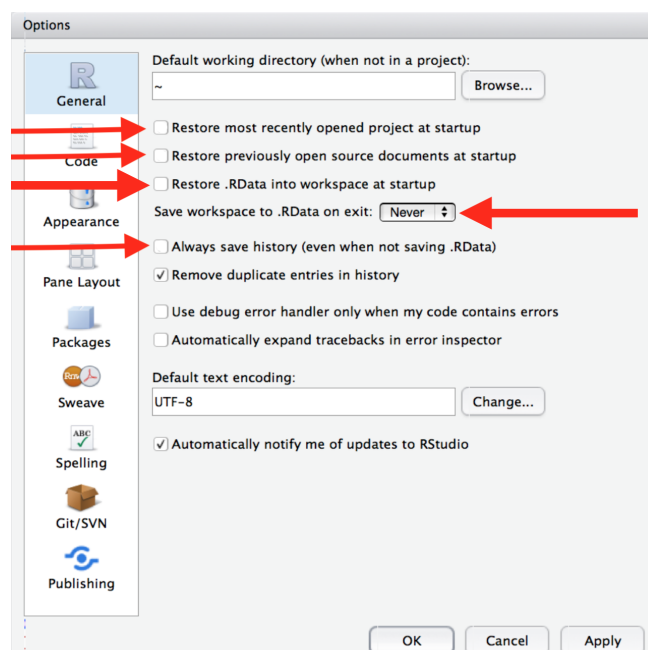 Options
General
Code
Appearance
Pane Layout
Packages
Sweave
Spelling
Git/SVN
Publishing
Default working directory (when not in a project):
~
Browse...
Restore most recently opened project at startup
Restore previously open source documents at startup
Restore .RData into workspace at startup
Save workspace to .RData on exit: Never
Always save history (even when not saving .RData)
Remove duplicate entries in history
Use debug error handler only when my code contains errors
Automatically expand tracebacks in error inspector
Default text encoding:
UTF-8
Change...
Automatically notify me of updates to RStudio
OK
Cancel
Apply